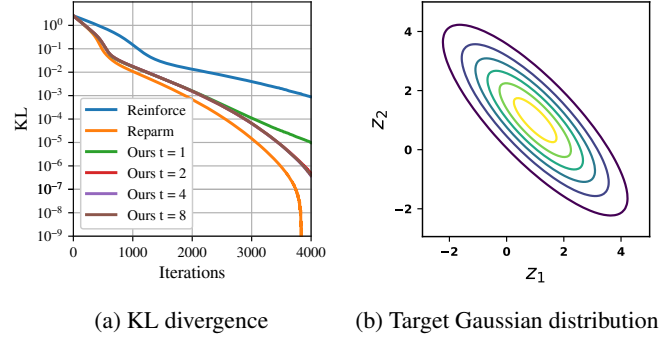 10⁰
10⁻¹
10⁻²
10⁻³
10⁻⁴
10⁻⁵
10⁻⁶
10⁻⁷
10⁻⁸
10⁻⁹
KL
Reinforce
Reparm
Ours t = 1
Ours t = 2
Ours t = 4
Ours t = 8
0 1000 2000 3000 4000
Iterations
4
2
0
−2
z₂
−2 0 2 4
z₁
(a) KL divergence
(b) Target Gaussian distribution